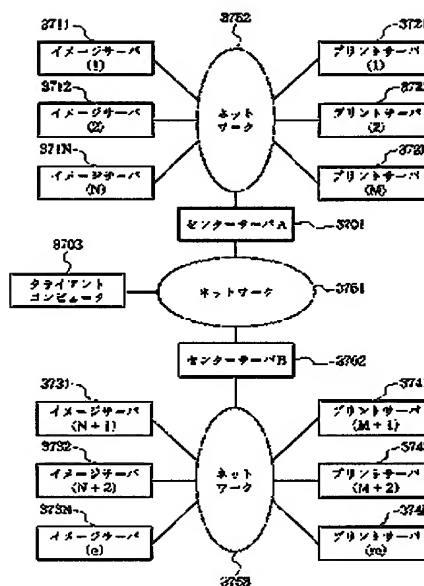 3711
3752
イメージサーバ
(1)
プリントサーバ
(1)
3712
イメージサーバ
(2)
ネット
ワーク
プリントサーバ
(2)
371N
イメージサーバ
(N)
プリントサーバ
(M)
センターサーバA
3701
3703
クライアント
コンピュータ
ネットワーク
3751
センターサーバB
3702
3731
イメージサーバ
(N+1)
プリントサーバ
(M+1)
3732
イメージサーバ
(N+2)
ネット
ワーク
プリントサーバ
(M+2)
373N
イメージサーバ
(n)
プリントサーバ
(m)
3753